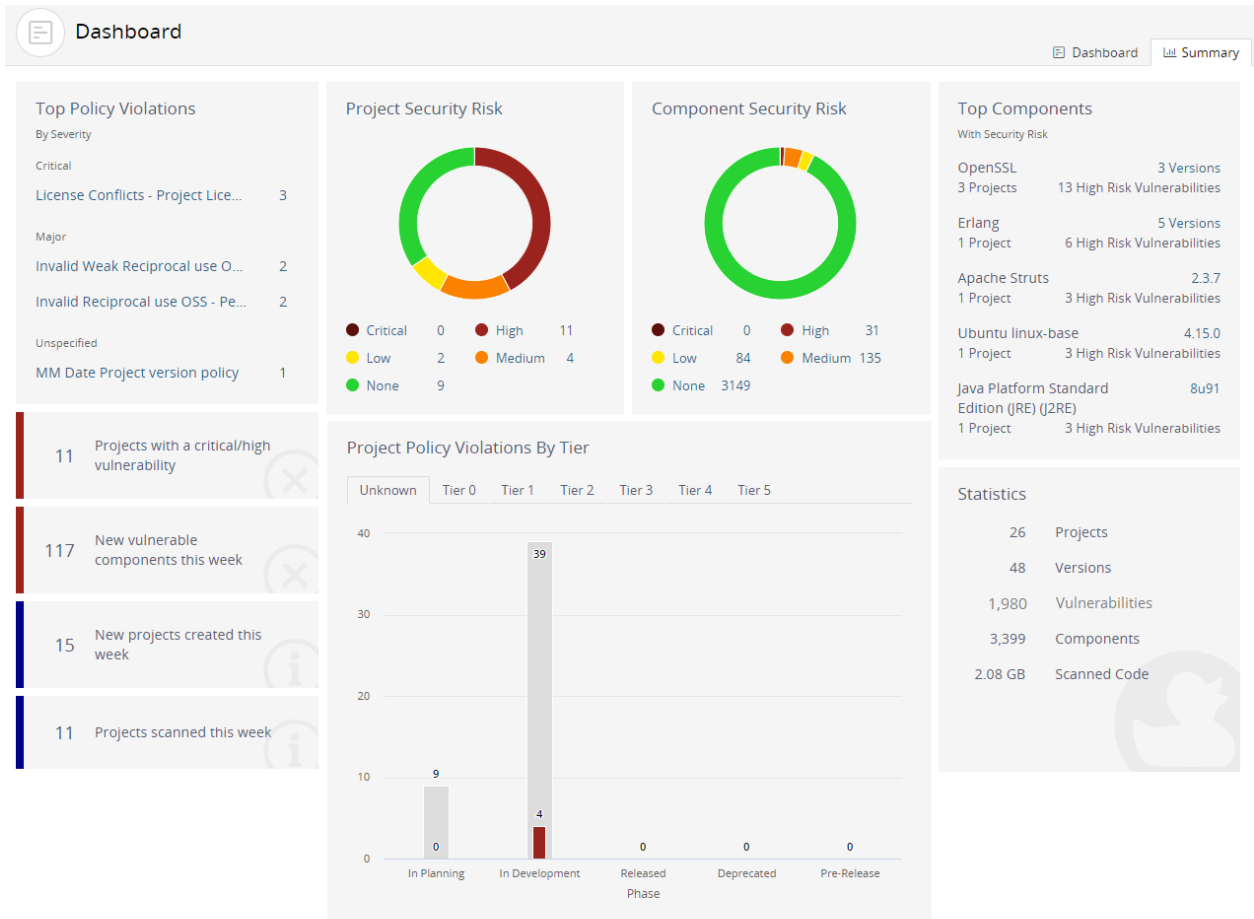 Dashboard
Dashboard
Summary
Top Policy Violations
By Severity
Critical
License Conflicts - Project Lice... 3
Major
Invalid Weak Reciprocal use O... 2
Invalid Reciprocal use OSS - Pe... 2
Unspecified
MM Date Project version policy 1
11 Projects with a critical/high
vulnerability
117 New vulnerable
components this week
15 New projects created this
week
11 Projects scanned this week
Project Security Risk
Critical 0 High 11
Low 2 Medium 4
None 9
Component Security Risk
Critical 0 High 31
Low 84 Medium 135
None 3149
Project Policy Violations By Tier
Unknown Tier 0 Tier 1 Tier 2 Tier 3 Tier 4 Tier 5
40
39
30
20
10
9
4
0 0 0 0 0
In Planning In Development Released Deprecated Pre-Release
Phase
Top Components
With Security Risk
OpenSSL 3 Versions
3 Projects 13 High Risk Vulnerabilities
Erlang 5 Versions
1 Project 6 High Risk Vulnerabilities
Apache Struts 2.3.7
1 Project 3 High Risk Vulnerabilities
Ubuntu linux-base 4.15.0
1 Project 3 High Risk Vulnerabilities
Java Platform Standard 8u91
Edition (JRE) (J2RE)
1 Project 3 High Risk Vulnerabilities
Statistics
26 Projects
48 Versions
1,980 Vulnerabilities
3,399 Components
2.08 GB Scanned Code